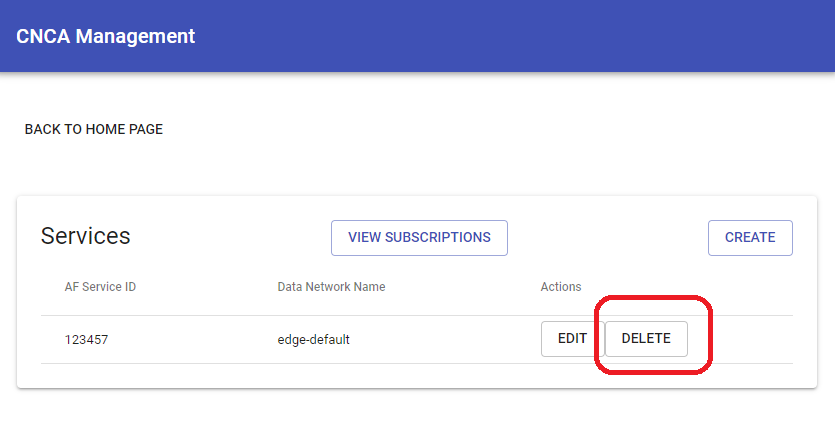 CNCA Management
BACK TO HOME PAGE
Services VIEW SUBSCRIPTIONS CREATE
AF Service ID Data Network Name Actions
123457 edge-default EDIT DELETE